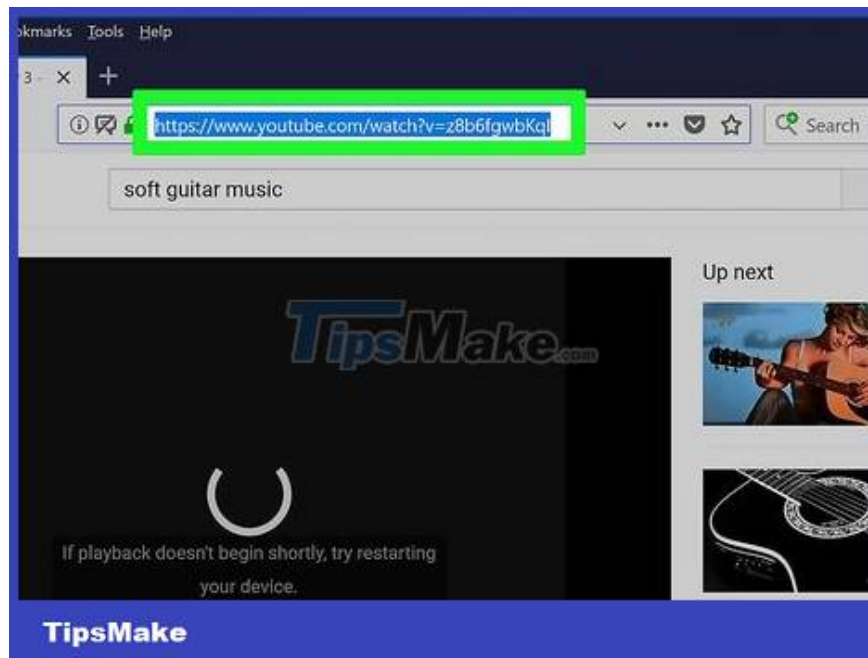 okmarks Tools Help
3 -
https://www.youtube.com/watch?v=z8b6fgwbKqI
Search
soft guitar music
Up next
TipsMake.com
If playback doesn't begin shortly, try restarting
your device.
TipsMake